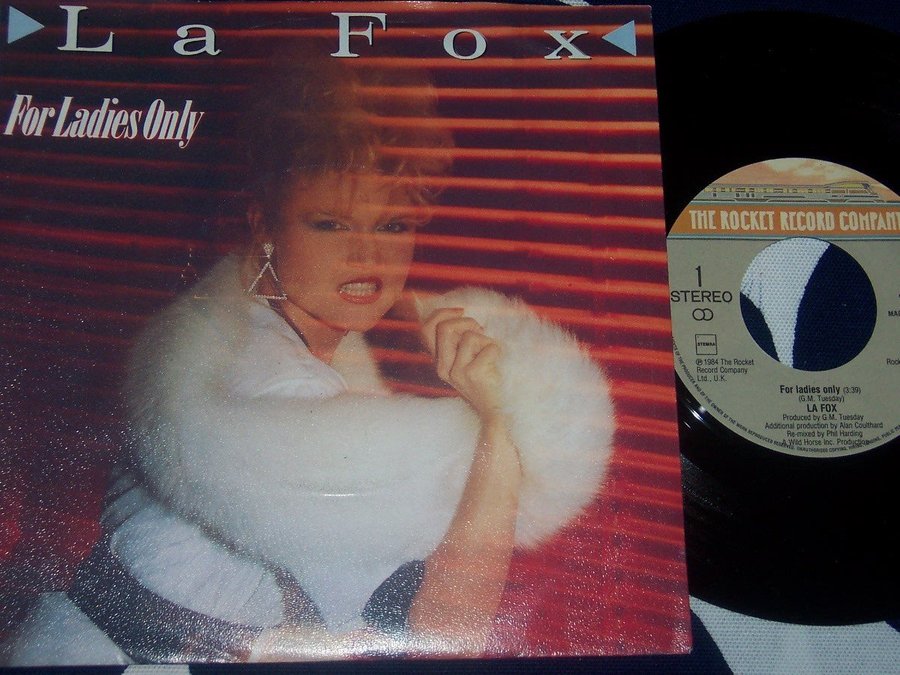 La Fox
For Ladies Only
THE ROCKET RECORD COMPANY
1
STEREO
STEMRA
℗ 1984 The Rocket
Record Company
Ltd., U.K.
For ladies only (3:39)
(G.M. Tuesday)
LA FOX
Produced by G.M. Tuesday
Additional production by Alan Coulthard
Re-mixed by Phil Harding
A Wild Horse Inc. Production